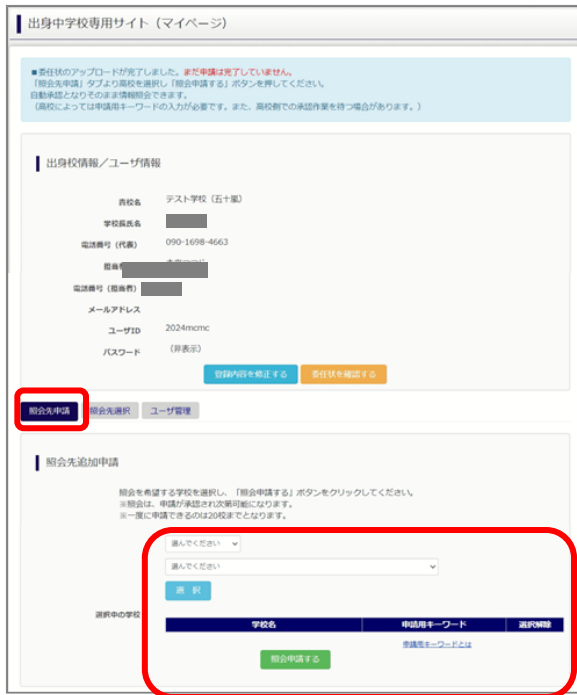 出身中学校専用サイト（マイページ）
■委任状のアップロードが完了しました。まだ申請は完了していません。
「照会先申請」タブより高校を選択し「照会申請する」ボタンを押してください。
自動承認となりそのまま情報照会できます。
（高校によっては申請用キーワードの入力が必要です。また、高校側での承認作業を待つ場合があります。）
出身校情報／ユーザ情報
貴校名 テスト学校（五十嵐）
学校長氏名
電話番号（代表） 090-1698-4663
担当者
電話番号（担当者）
メールアドレス
ユーザID 2024mcmc
パスワード （非表示）
登録内容を修正する 委任状を確認する
照会先申請 照会先選択 ユーザ管理
照会先追加申請
照会を希望する学校を選択し、「照会申請する」ボタンをクリックしてください。
※照会は、申請が承認され次第可能になります。
※一度に申請できるのは20校までとなります。
選んでください
選んでください
選 択
選択中の学校
学校名 申請用キーワード 選択解除
申請用キーワードとは
照会申請する